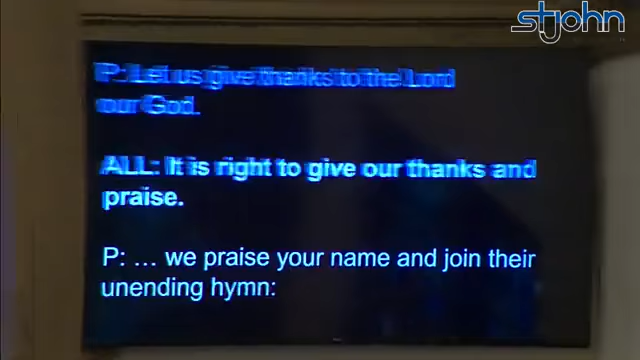 stjohn
P: Let us give thanks to the Lord
our God.
ALL: It is right to give our thanks and
praise.
P: ... we praise your name and join their
unending hymn: